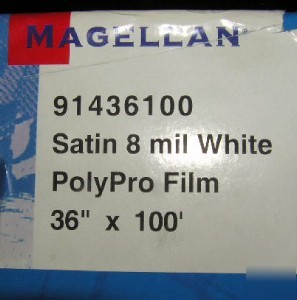 MAGELLAN
91436100
Satin 8 mil White
PolyPro Film
36" x 100'